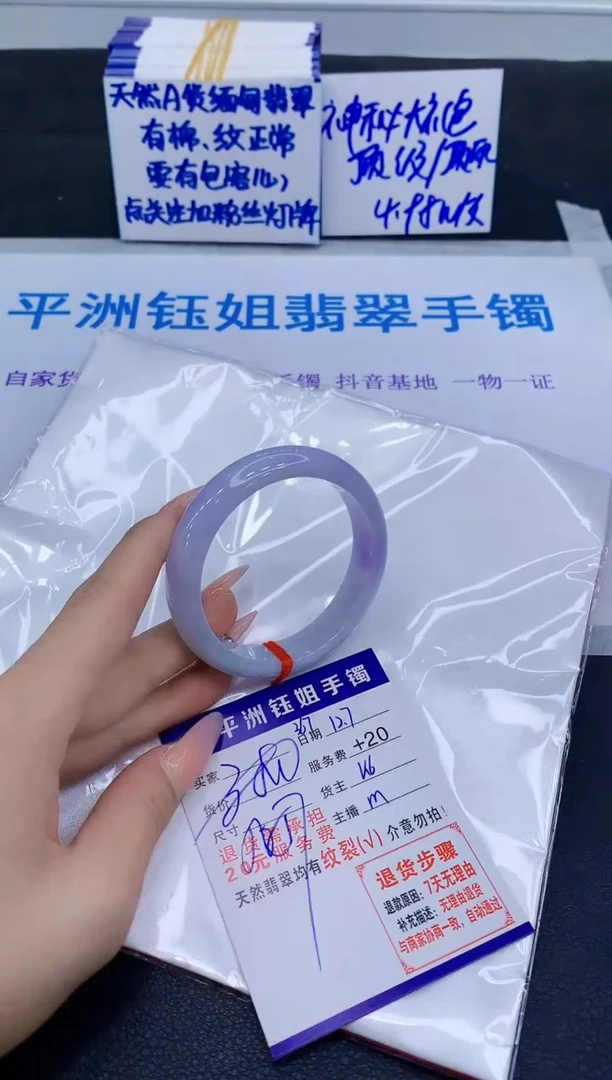 天然A货缅甸翡翠
有棉、纹正常
要有包容心
点关注加粉丝灯牌
神秘大礼包
顶级/顶
4.98
平洲钰姐翡翠手镯
自家货
手镯 抖音基地 一物一证
平洲钰姐手镯
日期 12.7
买家
服务费 +20
货价
货主
尺寸
主播 m
退货需承担
20元服务费
天然翡翠均有纹裂(√) 介意勿拍!
退货步骤
退款原因: 7天无理由
补充描述: 无理由退货
与商家协商一致, 自动通过